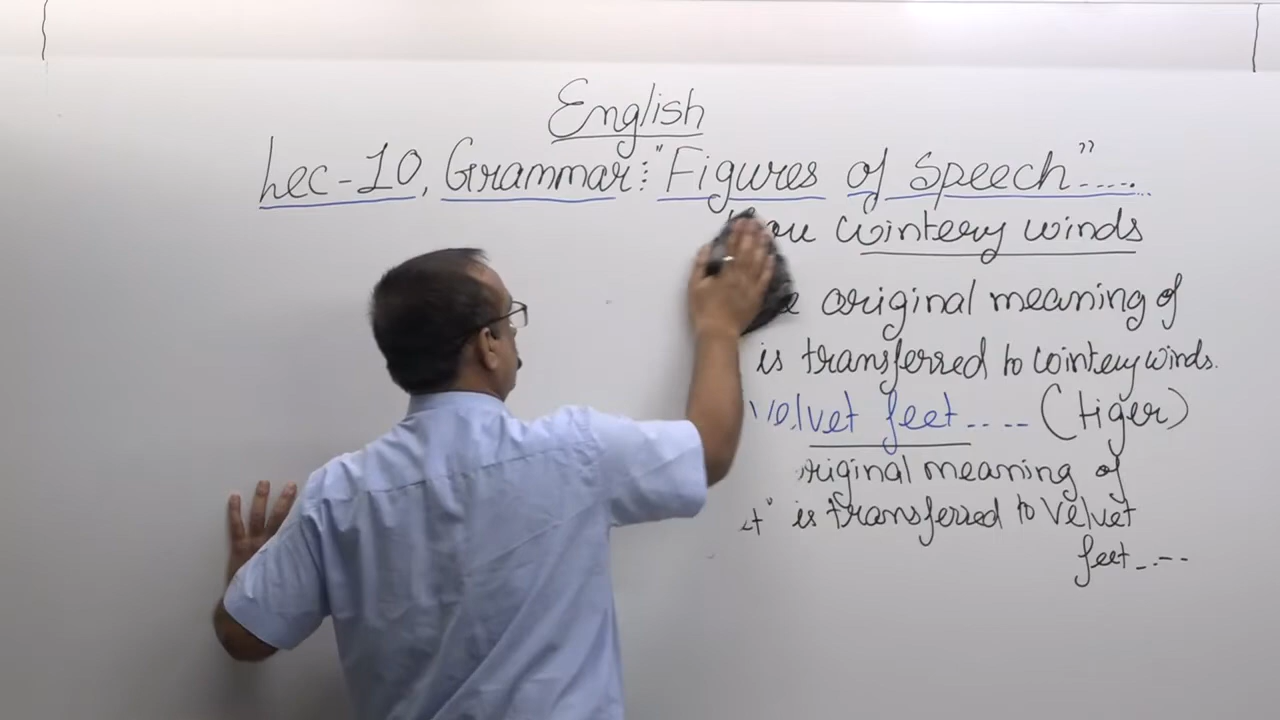 English
Lec-10, Grammar: "Figures of Speech".....
wintery winds
original meaning of
is transferred to wintery winds.
velvet feet.... (tiger)
original meaning of
is transferred to velvet
feet....